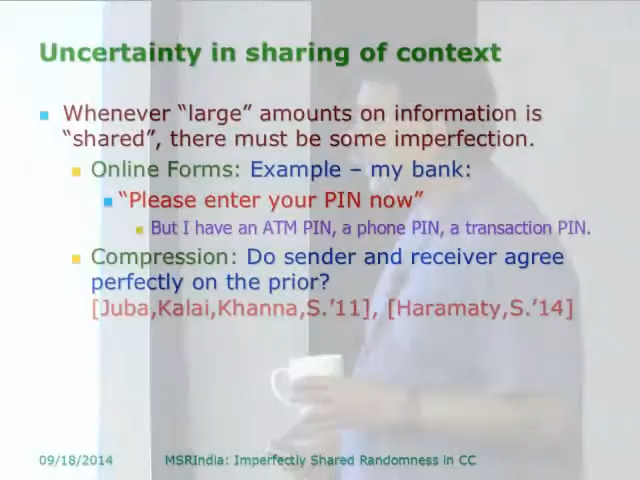 Uncertainty in sharing of context
Whenever “large” amounts on information is
“shared”, there must be some imperfection.
Online Forms: Example – my bank:
“Please enter your PIN now”
But I have an ATM PIN, a phone PIN, a transaction PIN.
Compression: Do sender and receiver agree
perfectly on the prior?
[Juba,Kalai,Khanna,S.’11], [Haramaty,S.’14]
09/18/2014 MSRIndia: Imperfectly Shared Randomness in CC